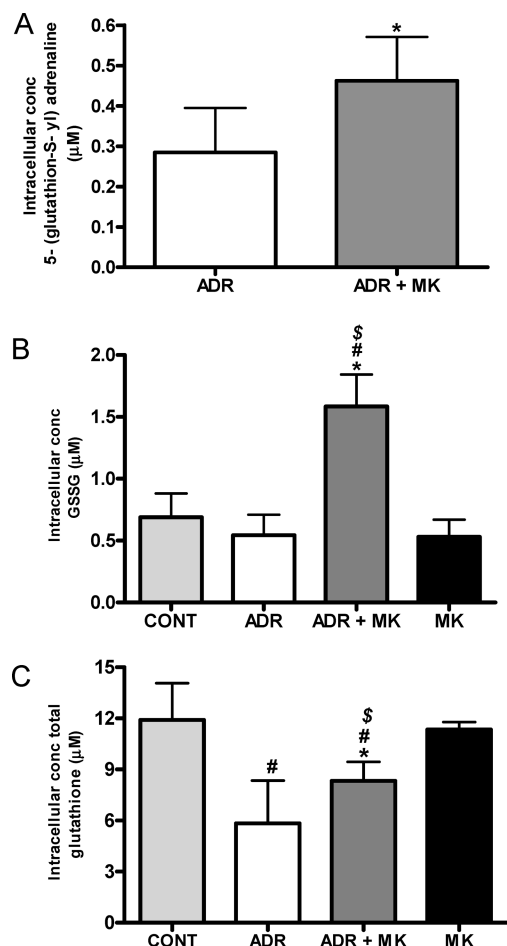 A
Intracellular conc
5- (glutathion-S- yl) adrenaline
(µM)
0.6
0.5
0.4
0.3
0.2
0.1
0.0
*
ADR
ADR + MK
B
Intracellular conc
GSSG (µM)
2.0
1.5
1.0
0.5
0.0
$
#
*
CONT
ADR
ADR + MK
MK
C
Intracellular conc total
glutathione (µM)
15
12
9
6
3
0
#
$
#
*
CONT
ADR
ADR + MK
MK